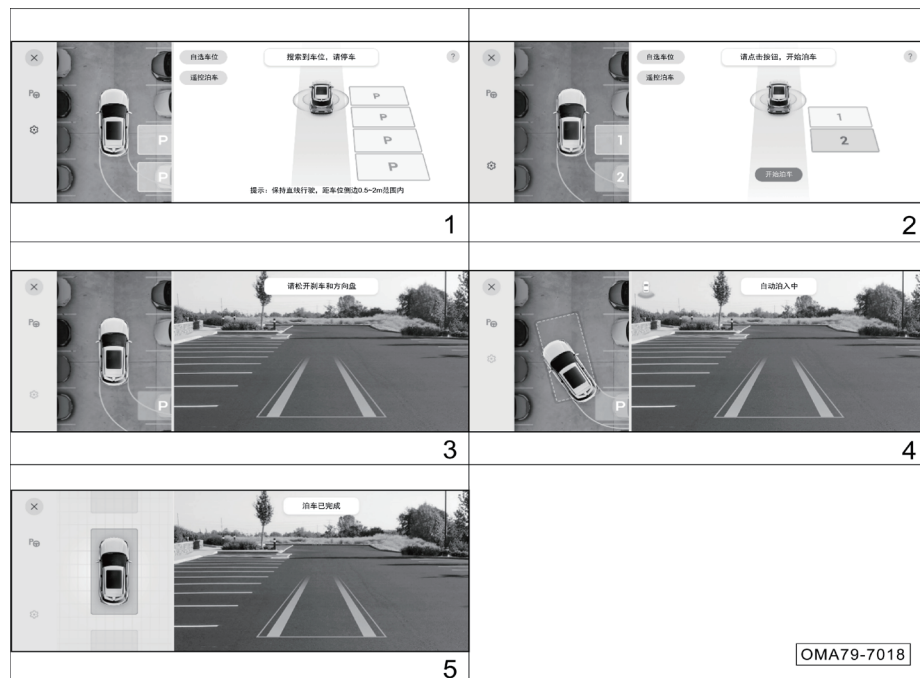 自选车位
搜索到车位，请停车
?
遥控泊车
P
P
P
P
P
P
P
提示：保持直线行驶，距车位侧边0.5~2m范围内
1
自选车位
请点击按钮，开始泊车
?
遥控泊车
P
1
2
1
2
开始泊车
2
请松开刹车和方向盘
P
P
3
自动泊入中
P
P
4
泊车已完成
P
5
OMA79-7018